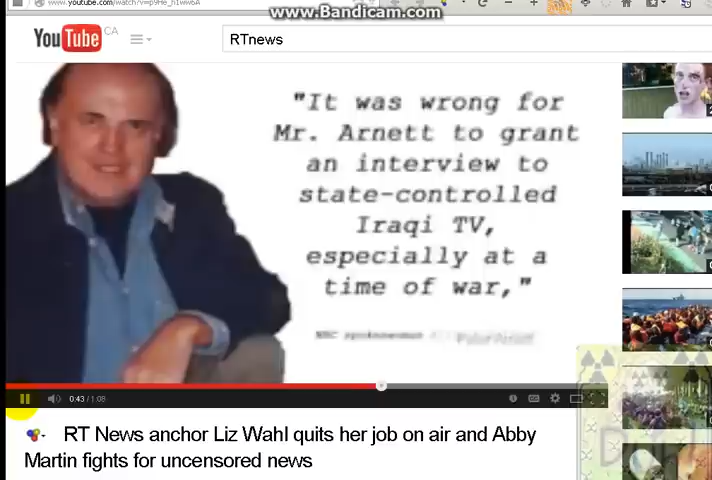 www.Bandicam.com
YouTube CA
RTnews
"It was wrong for
Mr. Arnett to grant
an interview to
state-controlled
Iraqi TV,
especially at a
time of war,"
NBC spokeswoman
0:43 / 1:08
RT News anchor Liz Wahl quits her job on air and Abby
Martin fights for uncensored news